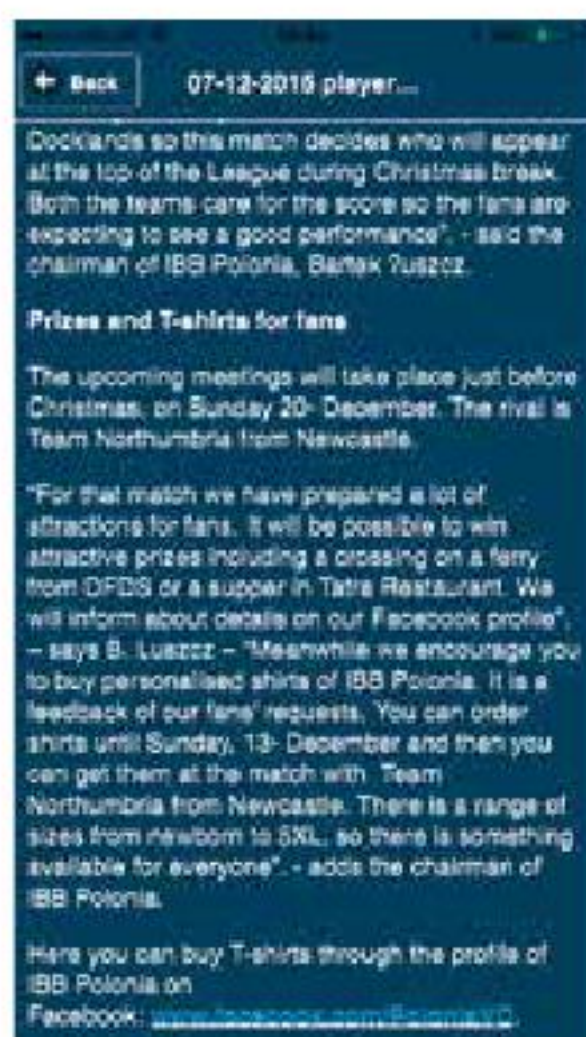 ← Back 07-12-2015 player...
Docklands so this match decides who will appear
at the top of the League during Christmas break.
Both the teams care for the score so the fans are
expecting to see a good performance". - said the
chairman of IBB Polonia, Bartek ?uszcz.
Prizes and T-shirts for fans
The upcoming meetings will take place just before
Christmas, on Sunday 20- December. The rival is
Team Northumbria from Newcastle.
"For that match we have prepared a lot of
attractions for fans. It will be possible to win
attractive prizes including a crossing on a ferry
from DFDS or a supper in Tatra Restaurant. We
will inform about details on our Facebook profile".
– says B. Luszcz – "Meanwhile we encourage you
to buy personalised shirts of IBB Polonia. It is a
feedback of our fans' requests. You can order
shirts until Sunday, 13- December and then you
can get them at the match with Team
Northumbria from Newcastle. There is a range of
sizes from newborn to 5XL, so there is something
available for everyone". - adds the chairman of
IBB Polonia.
Here you can buy T-shirts through the profile of
IBB Polonia on
Facebook: www.facebook.com/PoloniaVC.